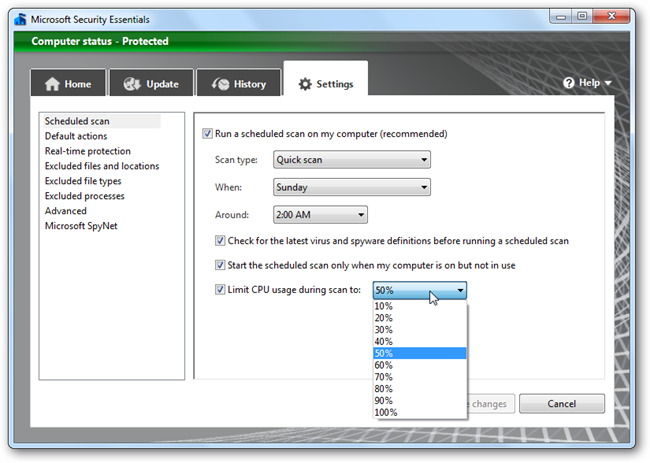 Microsoft Security Essentials
Computer status - Protected
Home
Update
History
Settings
Help
Scheduled scan
Default actions
Real-time protection
Excluded files and locations
Excluded file types
Excluded processes
Advanced
Microsoft SpyNet
Run a scheduled scan on my computer (recommended)
Scan type: Quick scan
When: Sunday
Around: 2:00 AM
Check for the latest virus and spyware definitions before running a scheduled scan
Start the scheduled scan only when my computer is on but not in use
Limit CPU usage during scan to: 50%
10%
20%
30%
40%
50%
60%
70%
80%
90%
100%
changes
Cancel